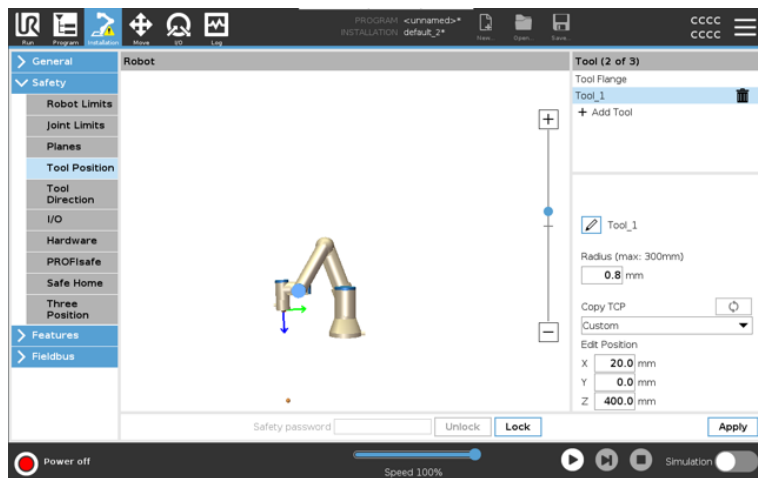 UR
PROGRAM <unnamed>*
INSTALLATION default_2*
cccc
cccc
Run Program Installation Move I/O Log New... Open... Save...
General
Safety
Robot Limits
Joint Limits
Planes
Tool Position
Tool
Direction
I/O
Hardware
PROFIsafe
Safe Home
Three
Position
Features
Fieldbus
Robot
Safety password Unlock Lock
Tool (2 of 3)
Tool Flange
Tool_1
+ Add Tool
Tool_1
Radius (max: 300mm)
0.8 mm
Copy TCP
Custom
Edit Position
X 20.0 mm
Y 0.0 mm
Z 400.0 mm
Apply
Power off
Speed 100%
Simulation